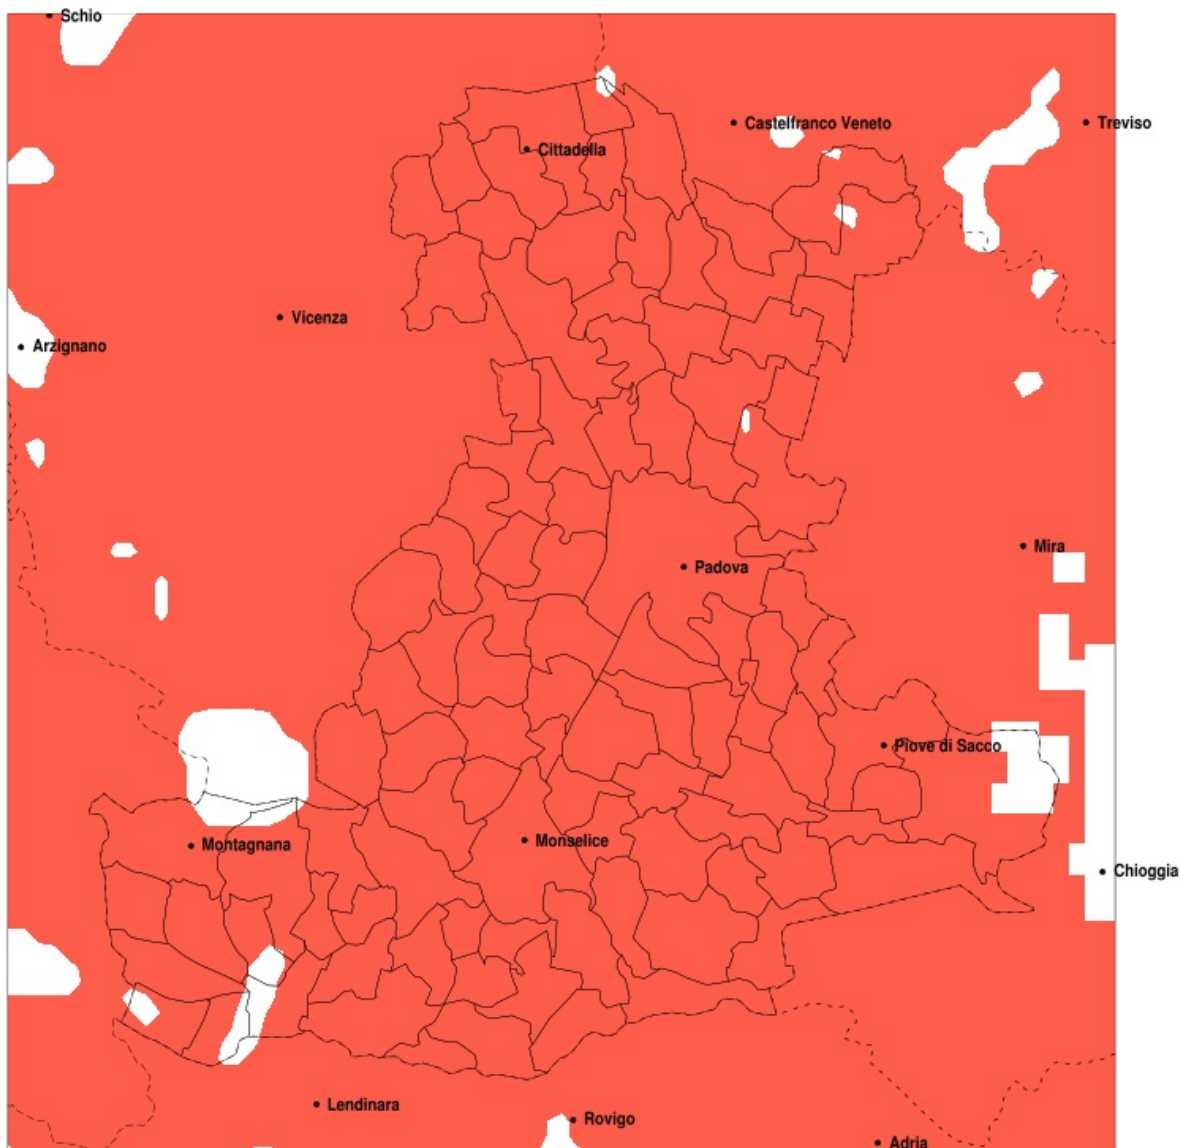 Schio
Castelfranco Veneto
Treviso
Cittadella
Vicenza
Arzignano
Mira
Padova
Piove di Sacco
Monselice
Montagnana
Chioggia
Lendinara
Rovigo
Adria